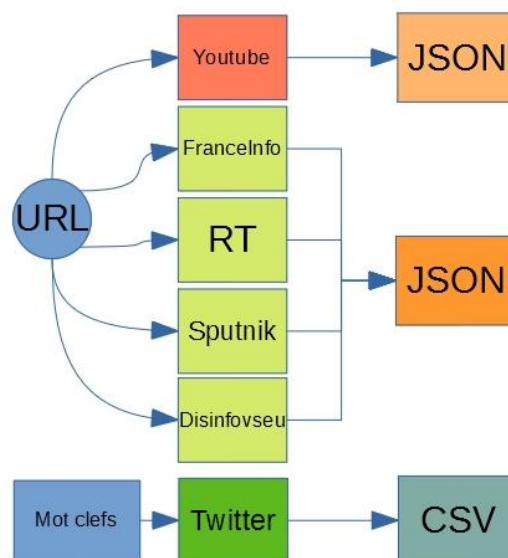 Youtube
JSON
FranceInfo
URL
RT
JSON
Sputnik
Disinfovseu
Mot clefs
Twitter
CSV